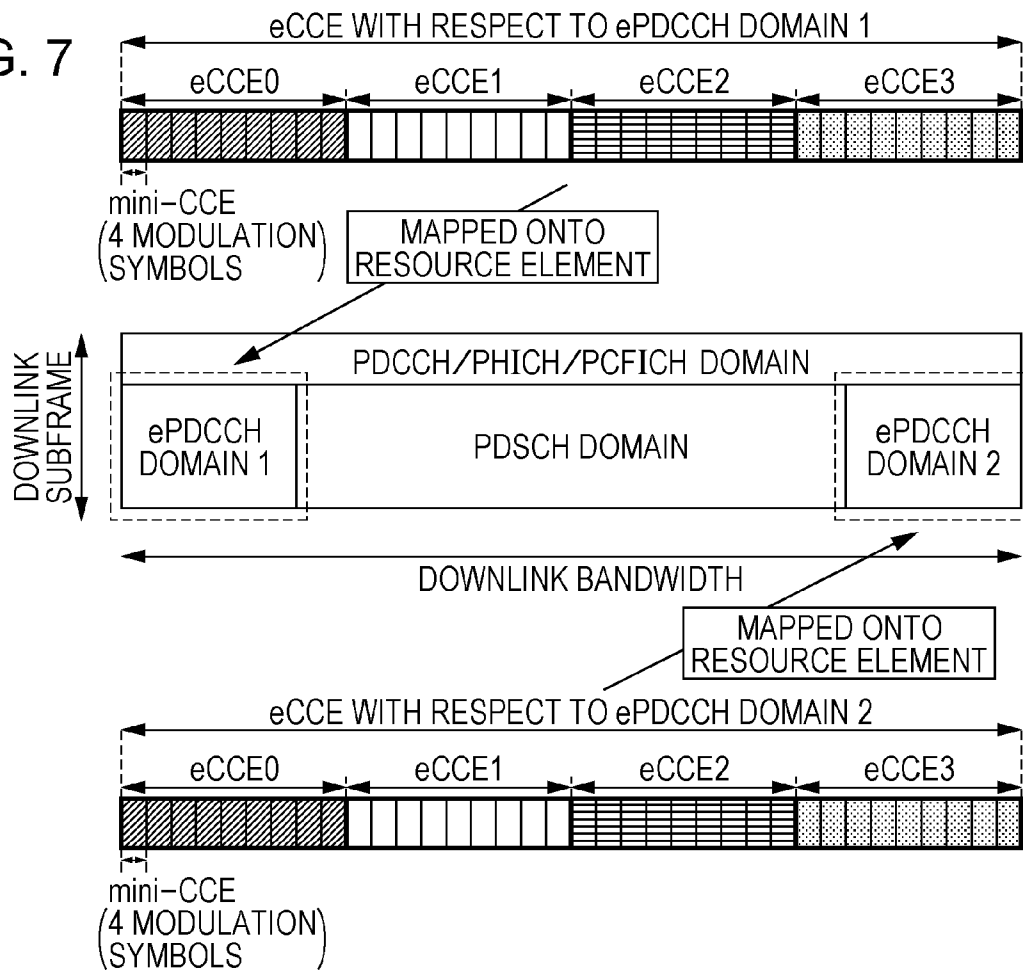 G. 7
eCCE WITH RESPECT TO ePDCCH DOMAIN 1
eCCE0 eCCE1 eCCE2 eCCE3
mini-CCE
(4 MODULATION)
SYMBOLS
MAPPED ONTO
RESOURCE ELEMENT
DOWNLINK
SUBFRAME
PDCCH/PHICH/PCFICH DOMAIN
ePDCCH
DOMAIN 1
PDSCH DOMAIN
ePDCCH
DOMAIN 2
DOWNLINK BANDWIDTH
MAPPED ONTO
RESOURCE ELEMENT
eCCE WITH RESPECT TO ePDCCH DOMAIN 2
eCCE0 eCCE1 eCCE2 eCCE3
mini-CCE
(4 MODULATION)
SYMBOLS